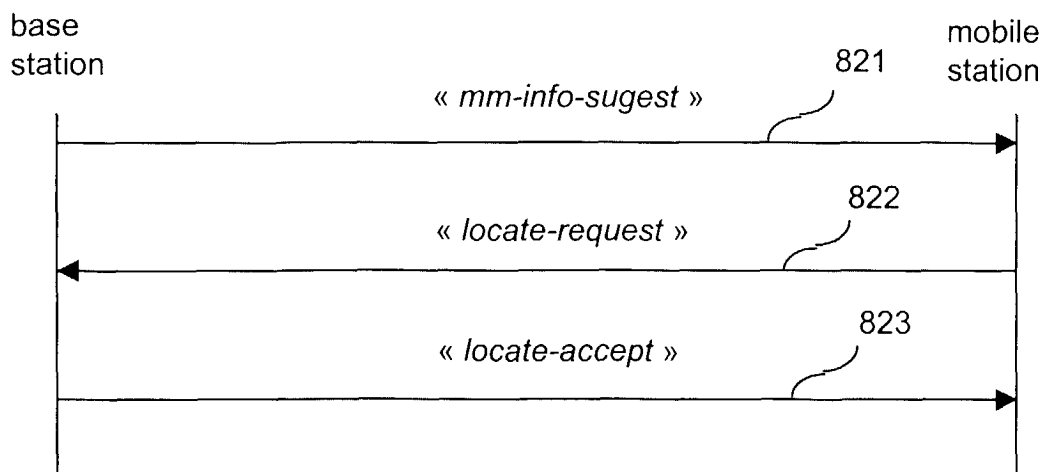 base
station
mobile
station
821
« mm-info-sugest »
822
« locate-request »
823
« locate-accept »